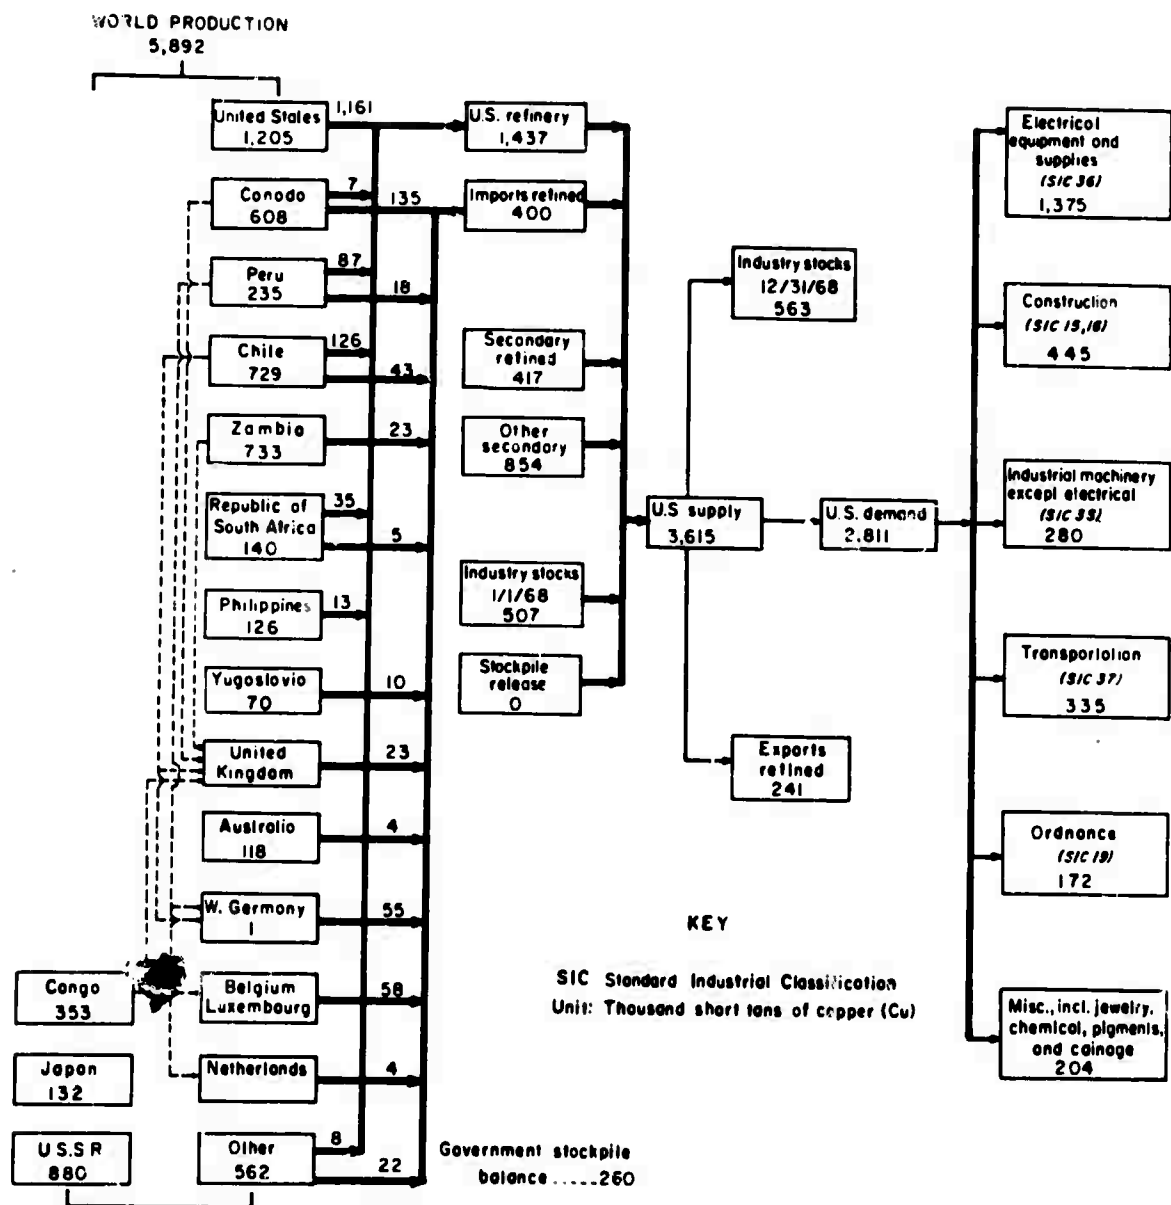 WORLD PRODUCTION
5,892
United States
1,205
1,161
Canada
608
7
135
Peru
235
87
18
Chile
729
126
43
Zambia
733
23
Republic of
South Africa
140
35
5
Philippines
126
13
Yugoslavia
70
10
United
Kingdom
23
Australia
118
4
W. Germany
1
55
Congo
353
Belgium
Luxembourg
58
Japan
132
Netherlands
4
U.S.S R
880
Other
562
8
22
U.S. refinery
1,437
Imports refined
400
Secondary
refined
417
Other
secondary
854
Industry stocks
1/1/68
507
Stockpile
release
0
Industry stocks
12/31/68
563
U.S. supply
3,615
U.S. demand
2,811
Exports
refined
241
Electrical
equipment and
supplies
(SIC 36)
1,375
Construction
(SIC 15,16)
445
Industrial machinery
except electrical
(SIC 35)
280
Transportation
(SIC 37)
335
Ordnance
(SIC 19)
172
Misc., incl. jewelry,
chemical, pigments,
and coinage
204
KEY
SIC Standard Industrial Classification
Unit: Thousand short tons of copper (Cu)
Government stockpile
balance.....260